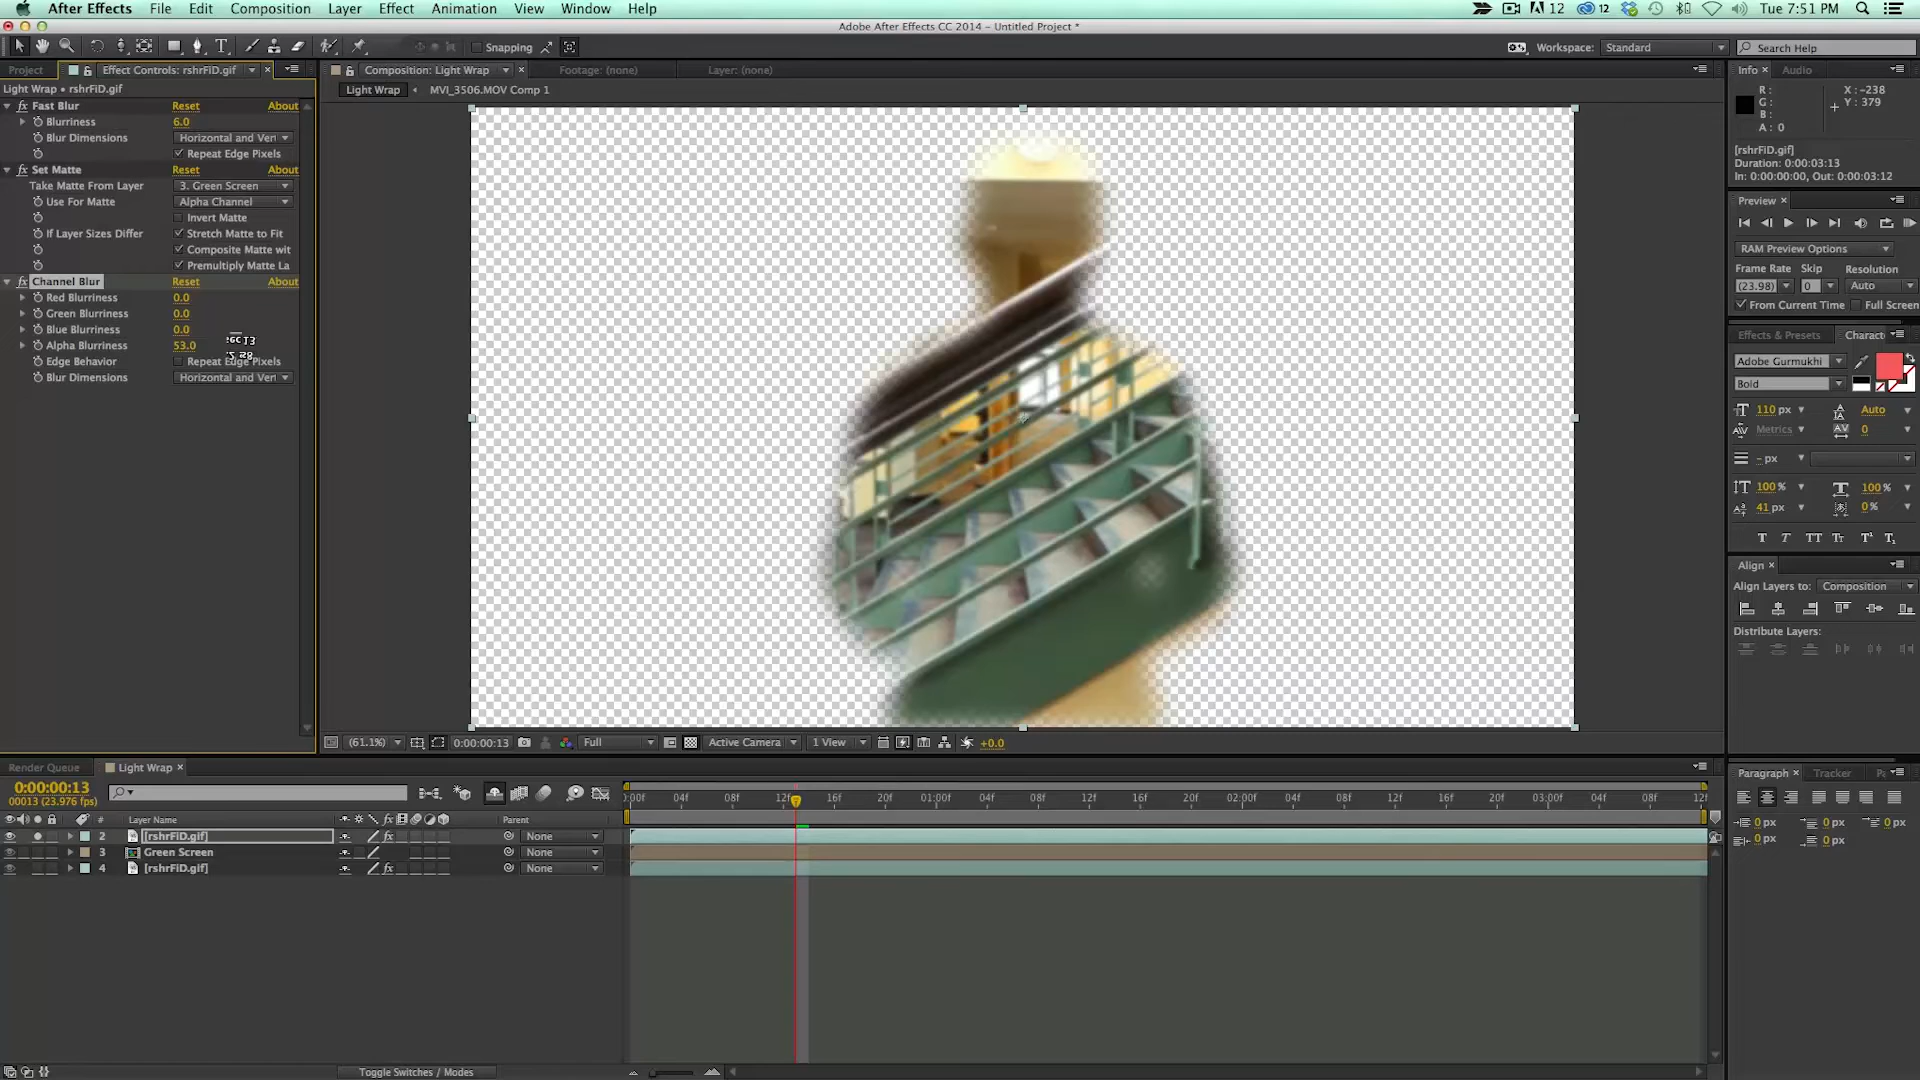 After Effects File Edit Composition Layer Effect Animation View Window Help 12 12 Tue 7:51 PM
Adobe After Effects CC 2014 – Untitled Project *
Snapping Workspace: Standard Search Help
Project Effect Controls: rshrFiD.gif Composition: Light Wrap Footage: (none) Layer: (none) Info Audio
Light Wrap • rshrFiD.gif Light Wrap MVI_3506.MOV Comp 1
R: X: -238
G: Y: 379
B:
A: 0
[rshrFiD.gif]
Duration: 0:00:03:13
In: 0:00:00:00, Out: 0:00:03:12
fx Fast Blur Reset About
Blurriness 6.0
Blur Dimensions Horizontal and Vert
Repeat Edge Pixels
fx Set Matte Reset About
Take Matte From Layer 3. Green Screen
Use For Matte Alpha Channel
Invert Matte
If Layer Sizes Differ Stretch Matte to Fit
Composite Matte wit
Premultiply Matte La
fx Channel Blur Reset About
Red Blurriness 0.0
Green Blurriness 0.0
Blue Blurriness 0.0
Alpha Blurriness 53.0
Edge Behavior Repeat Edge Pixels
Blur Dimensions Horizontal and Vert
Preview
RAM Preview Options
Frame Rate Skip Resolution
(23.98) 0 Auto
From Current Time Full Screen
Effects & Presets Charact
Adobe Gurmukhi
Bold
110 px Auto
Metrics 0
- px
100 % 100 %
41 px 0 %
T T TT Tr T¹ T₁
Align
Align Layers to: Composition
Distribute Layers:
(61.1%) 0:00:00:13 Full Active Camera 1 View +0.0
Render Queue Light Wrap
0:00:00:13
00013 (23.976 fps)
:00f 04f 08f 12f 16f 20f 01:00f 04f 08f 12f 16f 20f 02:00f 04f 08f 12f 16f 20f 03:00f 04f 08f 12f
# Layer Name fx Parent
2 [rshrFiD.gif] fx None
3 Green Screen None
4 [rshrFiD.gif] fx None
Paragraph Tracker
0 px 0 px 0 px
0 px 0 px
Toggle Switches / Modes